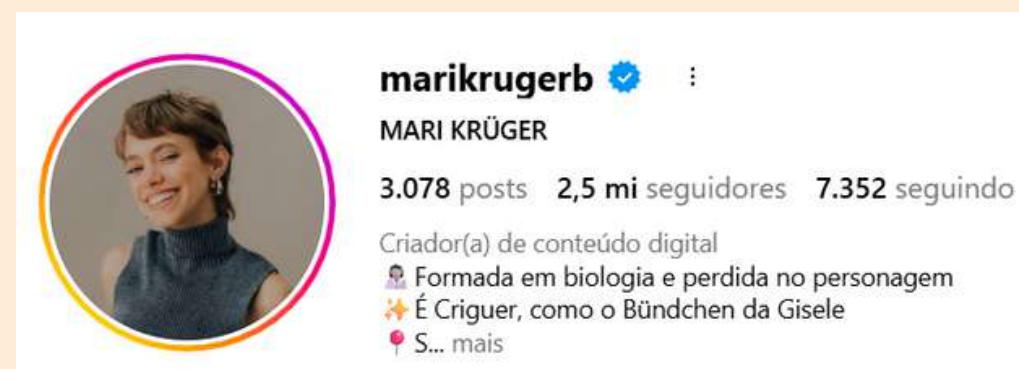 marikrugerb
MARI KRÜGER
3.078 posts 2,5 mi seguidores 7.352 seguindo
Criador(a) de conteúdo digital
👩🏻‍🔬 Formada em biologia e perdida no personagem
✨ É Criguer, como o Bündchen da Gisele
📍 S... mais